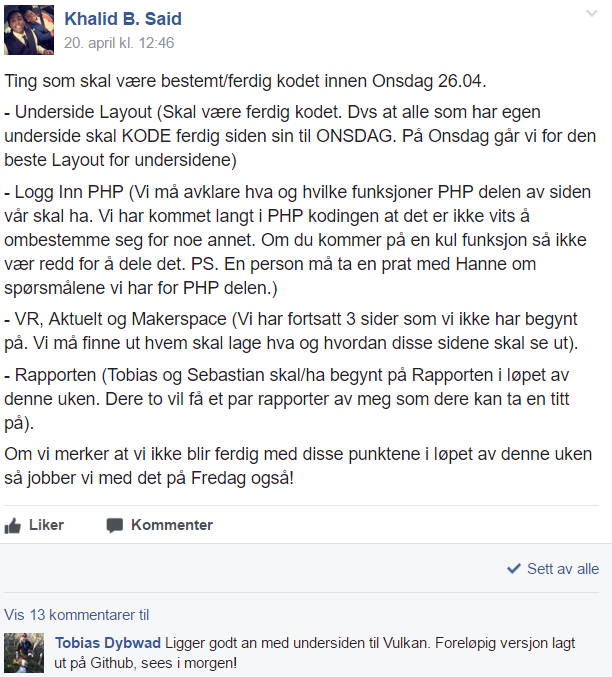 Khalid B. Said
20. april kl. 12:46
Ting som skal være bestemt/ferdig kodet innen Onsdag 26.04.
- Underside Layout (Skal være ferdig kodet. Dvs at alle som har egen
underside skal KODE ferdig siden sin til ONSDAG. På Onsdag går vi for den
beste Layout for undersidene)
- Logg Inn PHP (Vi må avklare hva og hvilke funksjoner PHP delen av siden
vår skal ha. Vi har kommet langt i PHP kodingen at det er ikke vits å
ombestemme seg for noe annet. Om du kommer på en kul funksjon så ikke
vær redd for å dele det. PS. En person må ta en prat med Hanne om
spørsmålene vi har for PHP delen.)
- VR, Aktuelt og Makerspace (Vi har fortsatt 3 sider som vi ikke har begynt
på. Vi må finne ut hvem skal lage hva og hvordan disse sidene skal se ut).
- Rapporten (Tobias og Sebastian skal/ha begynt på Rapporten i løpet av
denne uken. Dere to vil få et par rapporter av meg som dere kan ta en titt
på).
Om vi merker at vi ikke blir ferdig med disse punktene i løpet av denne uken
så jobber vi med det på Fredag også!
Liker Kommenter
Sett av alle
Vis 13 kommentarer til
Tobias Dybwad Ligger godt an med undersiden til Vulkan. Foreløpig versjon lagt
ut på Github, sees i morgen!